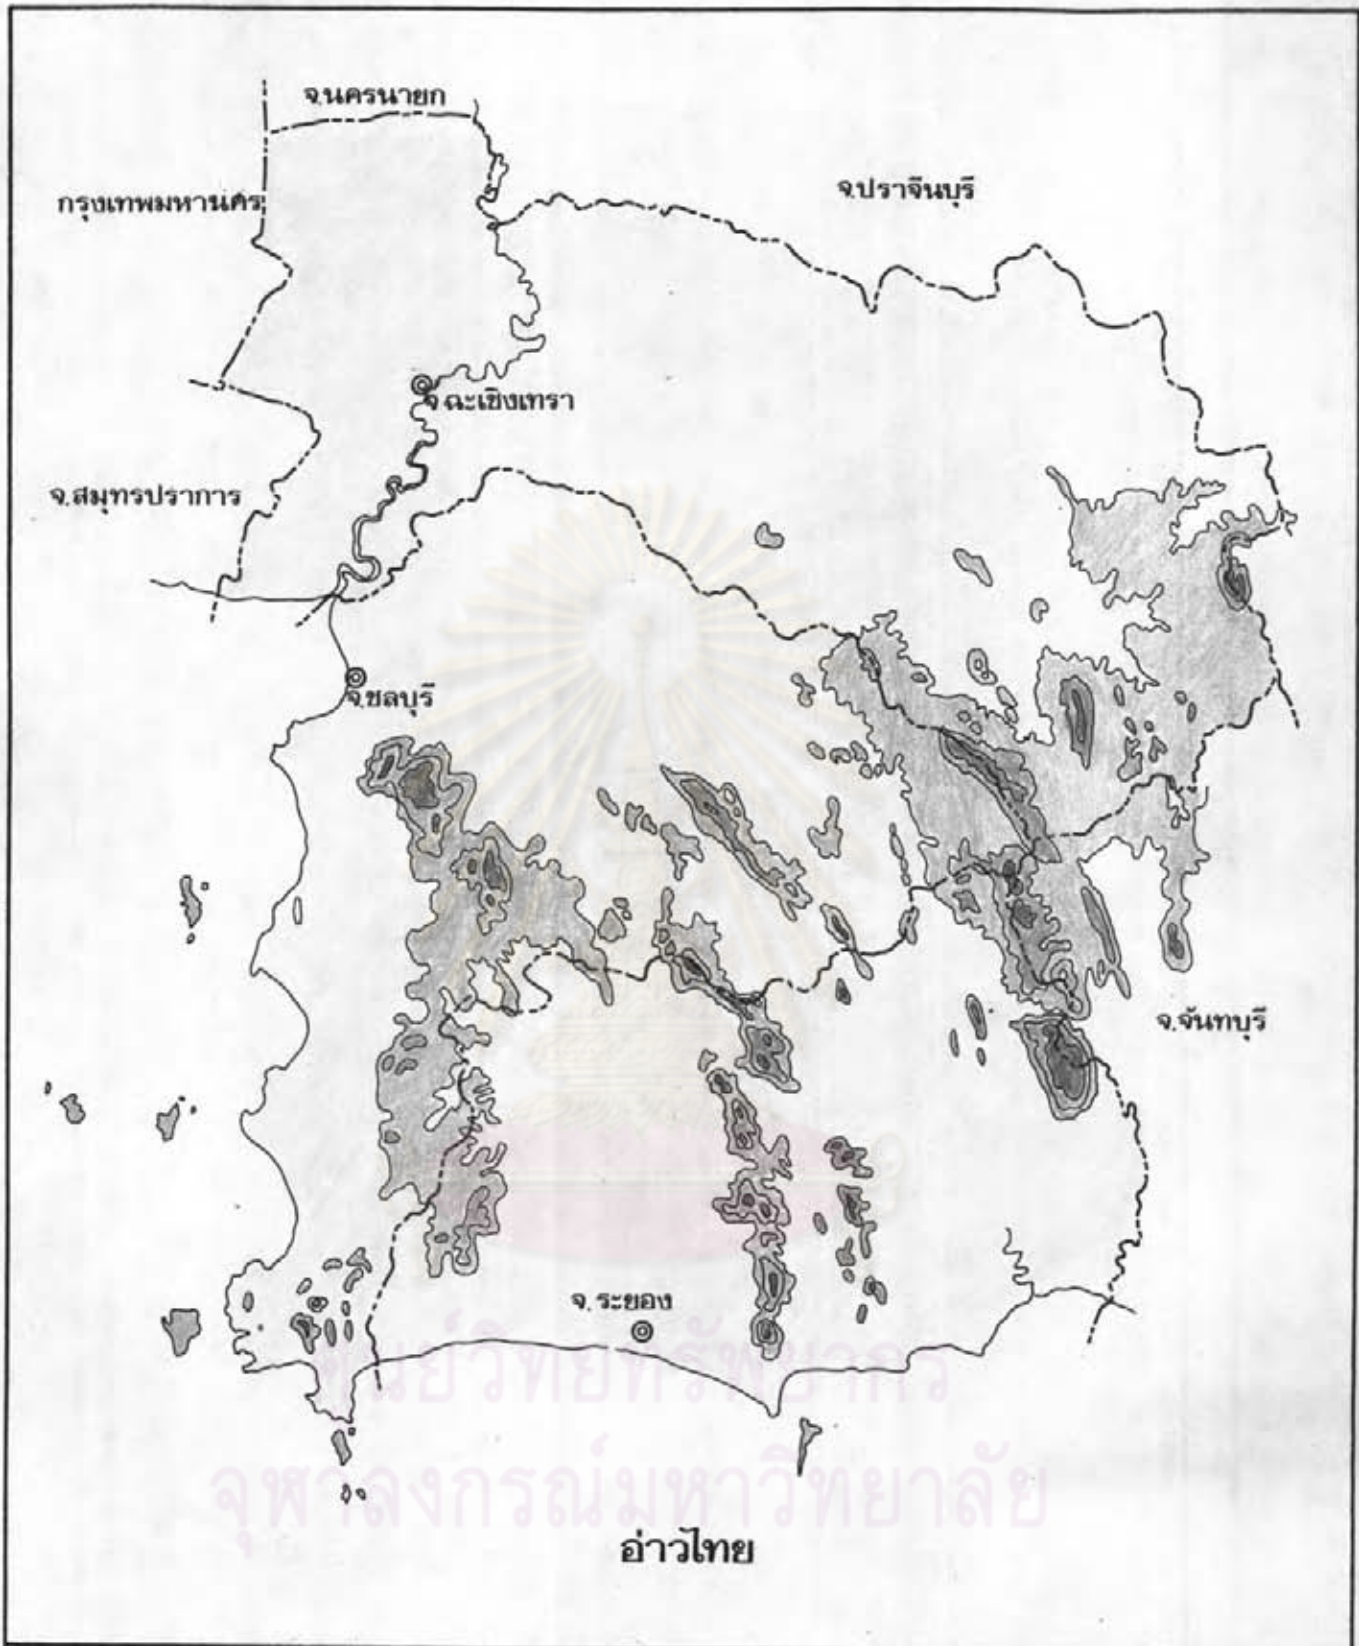 จ.นครนายก
กรุงเทพมหานคร
จ.ปราจีนบุรี
จ.ฉะเชิงเทรา
จ.สมุทรปราการ
จ.ชลบุรี
จ.จันทบุรี
จ.ระยอง
ศูนย์วิทยทรัพยากร
จุฬาลงกรณ์มหาวิทยาลัย
อ่าวไทย